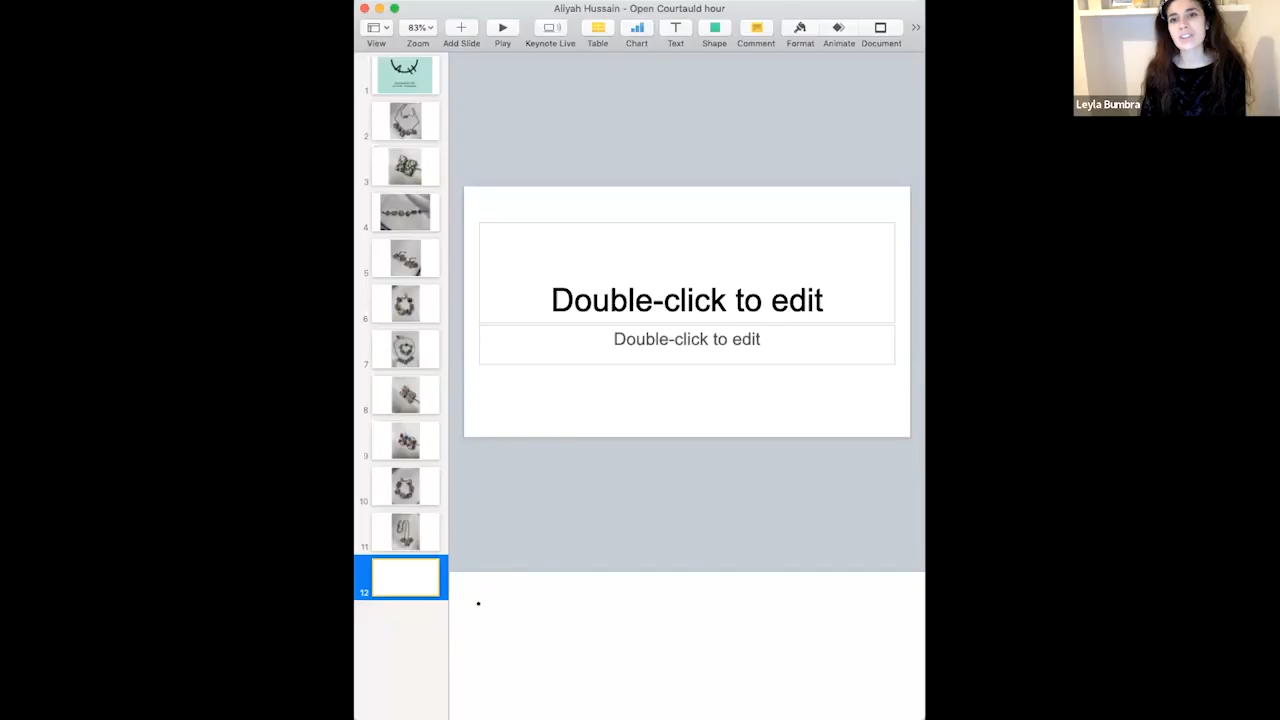 Aliyah Hussain - Open Courtauld hour
83%
View Zoom Add Slide Play Keynote Live Table Chart Text Shape Comment Format Animate Document
Leyla Bumbra
1
2
3
4
5
6
7
8
9
10
11
12
Double-click to edit
Double-click to edit